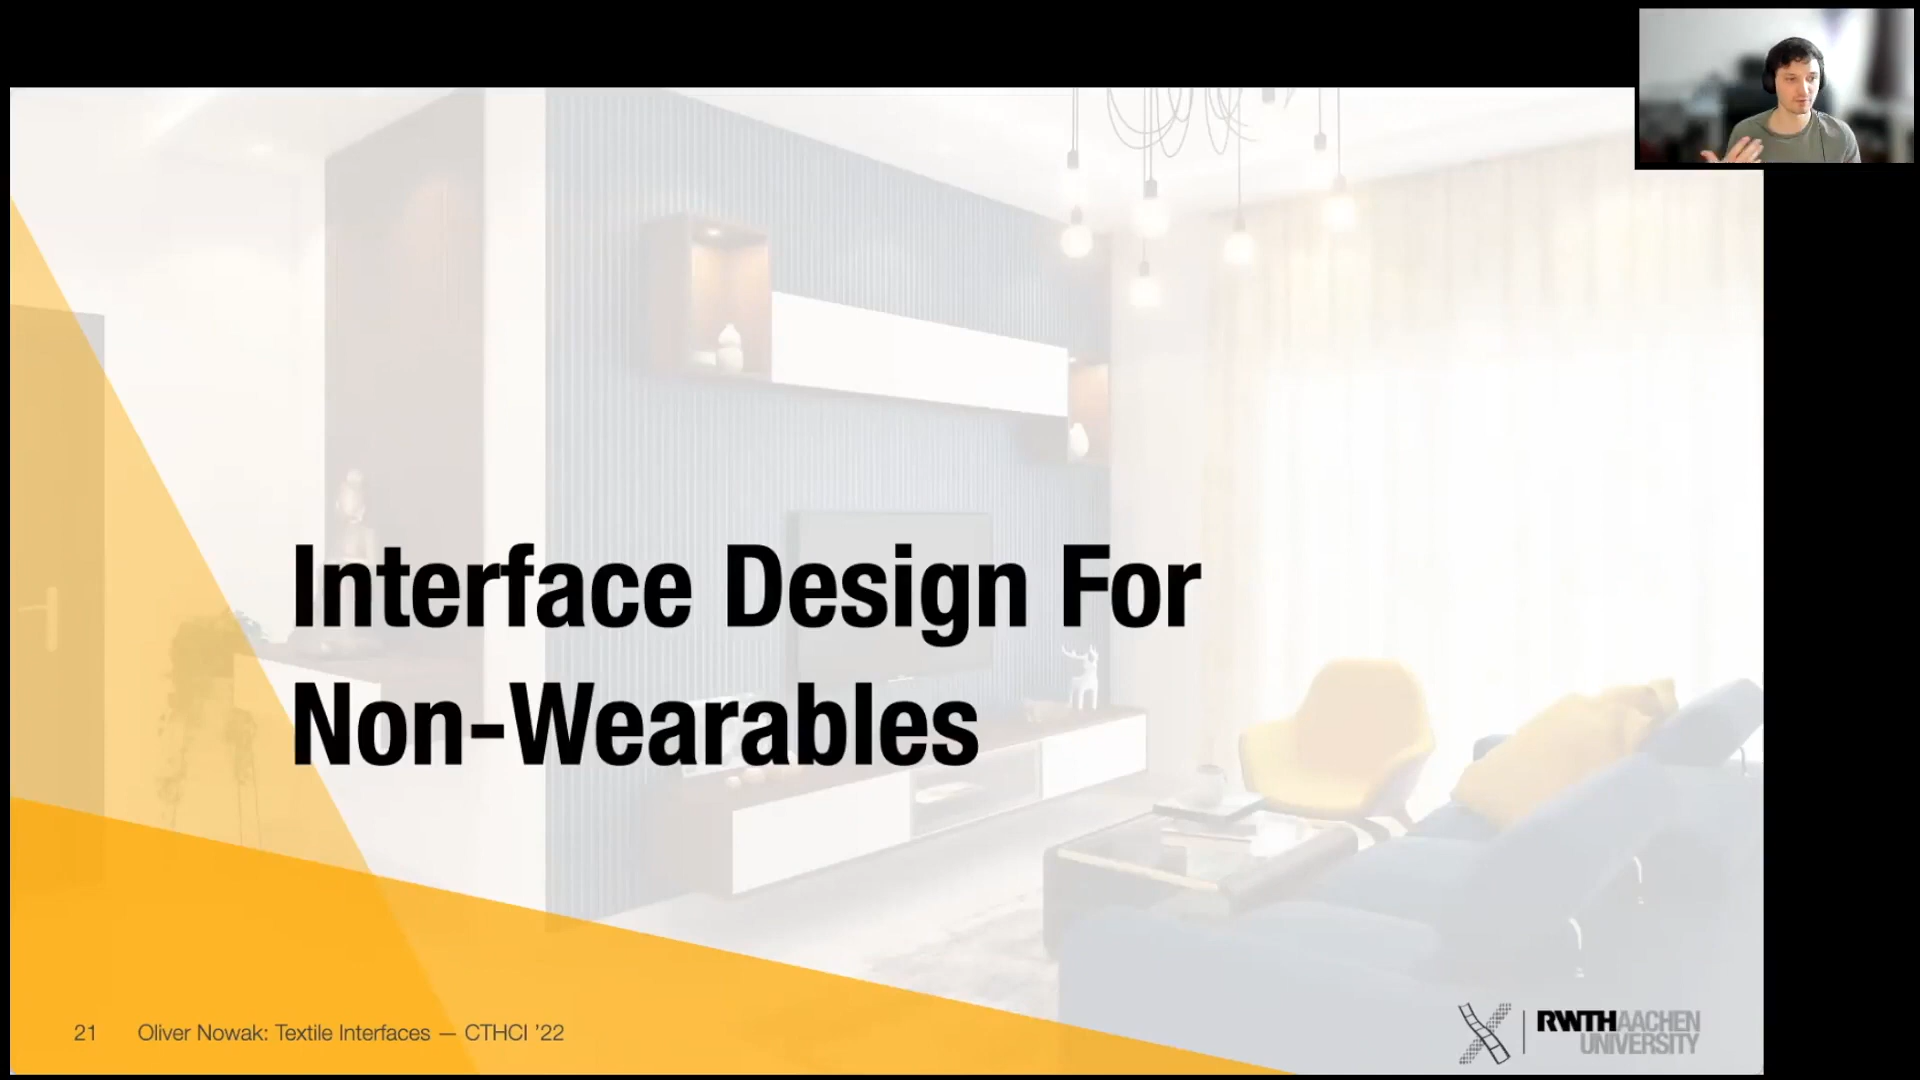 Interface Design For
Non-Wearables
21 Oliver Nowak: Textile Interfaces — CTHCI ’22
RWTHAACHEN
UNIVERSITY